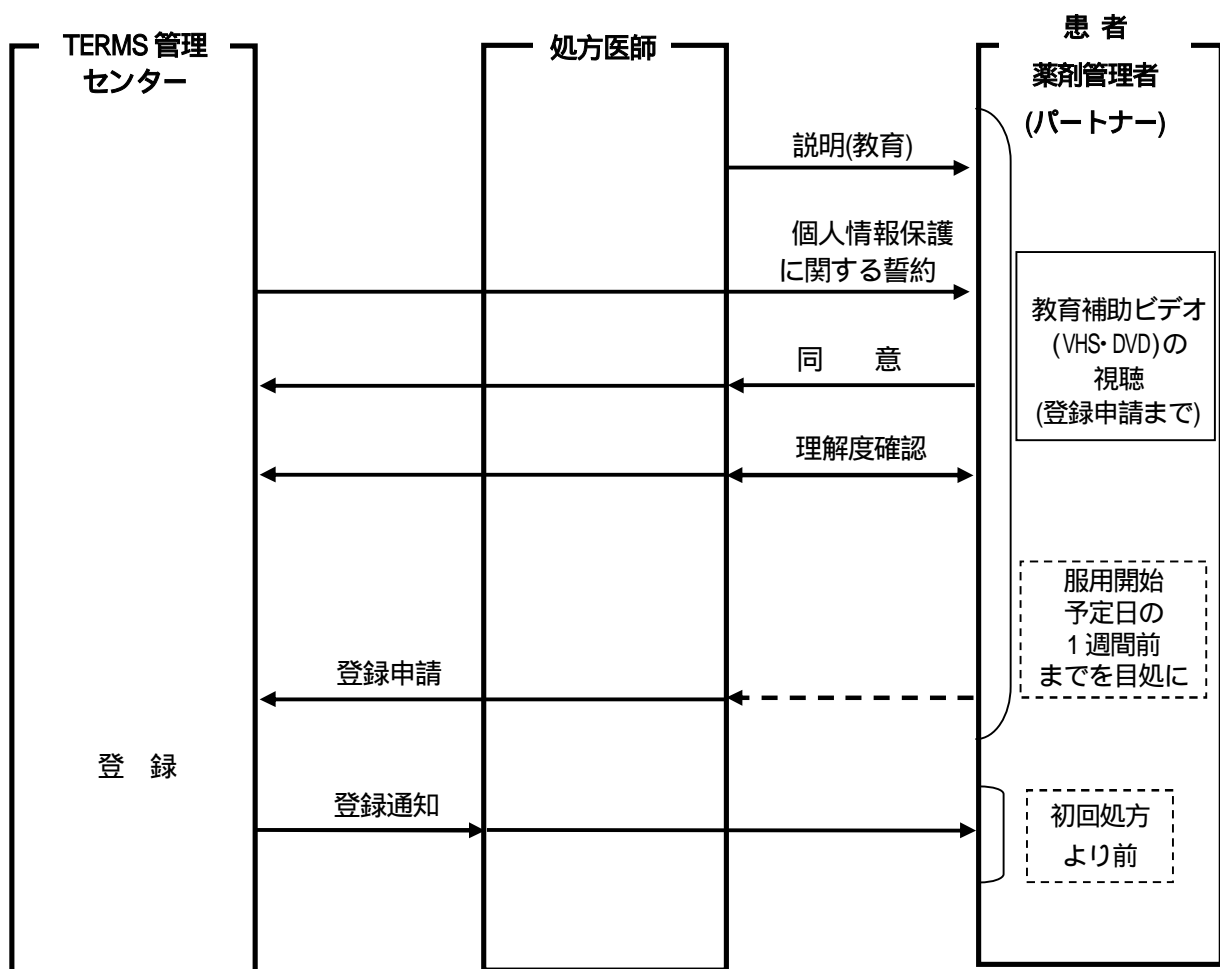 TERMS 管理
センター
処方医師
患 者
薬剤管理者
(パートナー)
説明(教育)
個人情報保護
に関する誓約
教育補助ビデオ
(VHS・DVD)の
視聴
(登録申請まで)
同 意
理解度確認
服用開始
予定日の
1 週間前
までを目処に
登録申請
登 録
登録通知
初回処方
より前